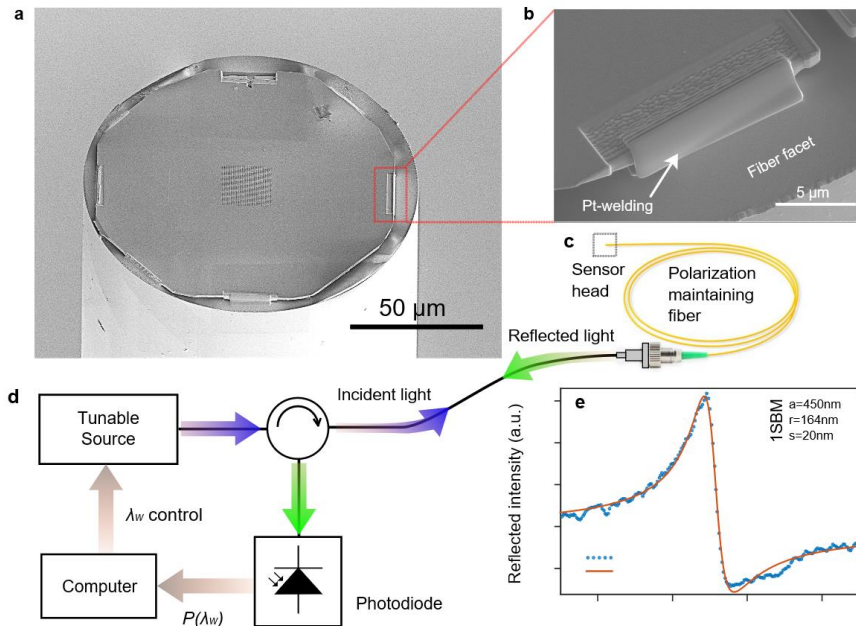 a
50 µm
b
Pt-welding
Fiber facet
5 µm
c
Sensor
head
Polarization
maintaining
fiber
Reflected light
d
Incident light
Tunable
Source
λw control
Computer
P(λw)
Photodiode
e
Reflected intensity (a.u.)
1SBM
a=450nm
r=164nm
s=20nm